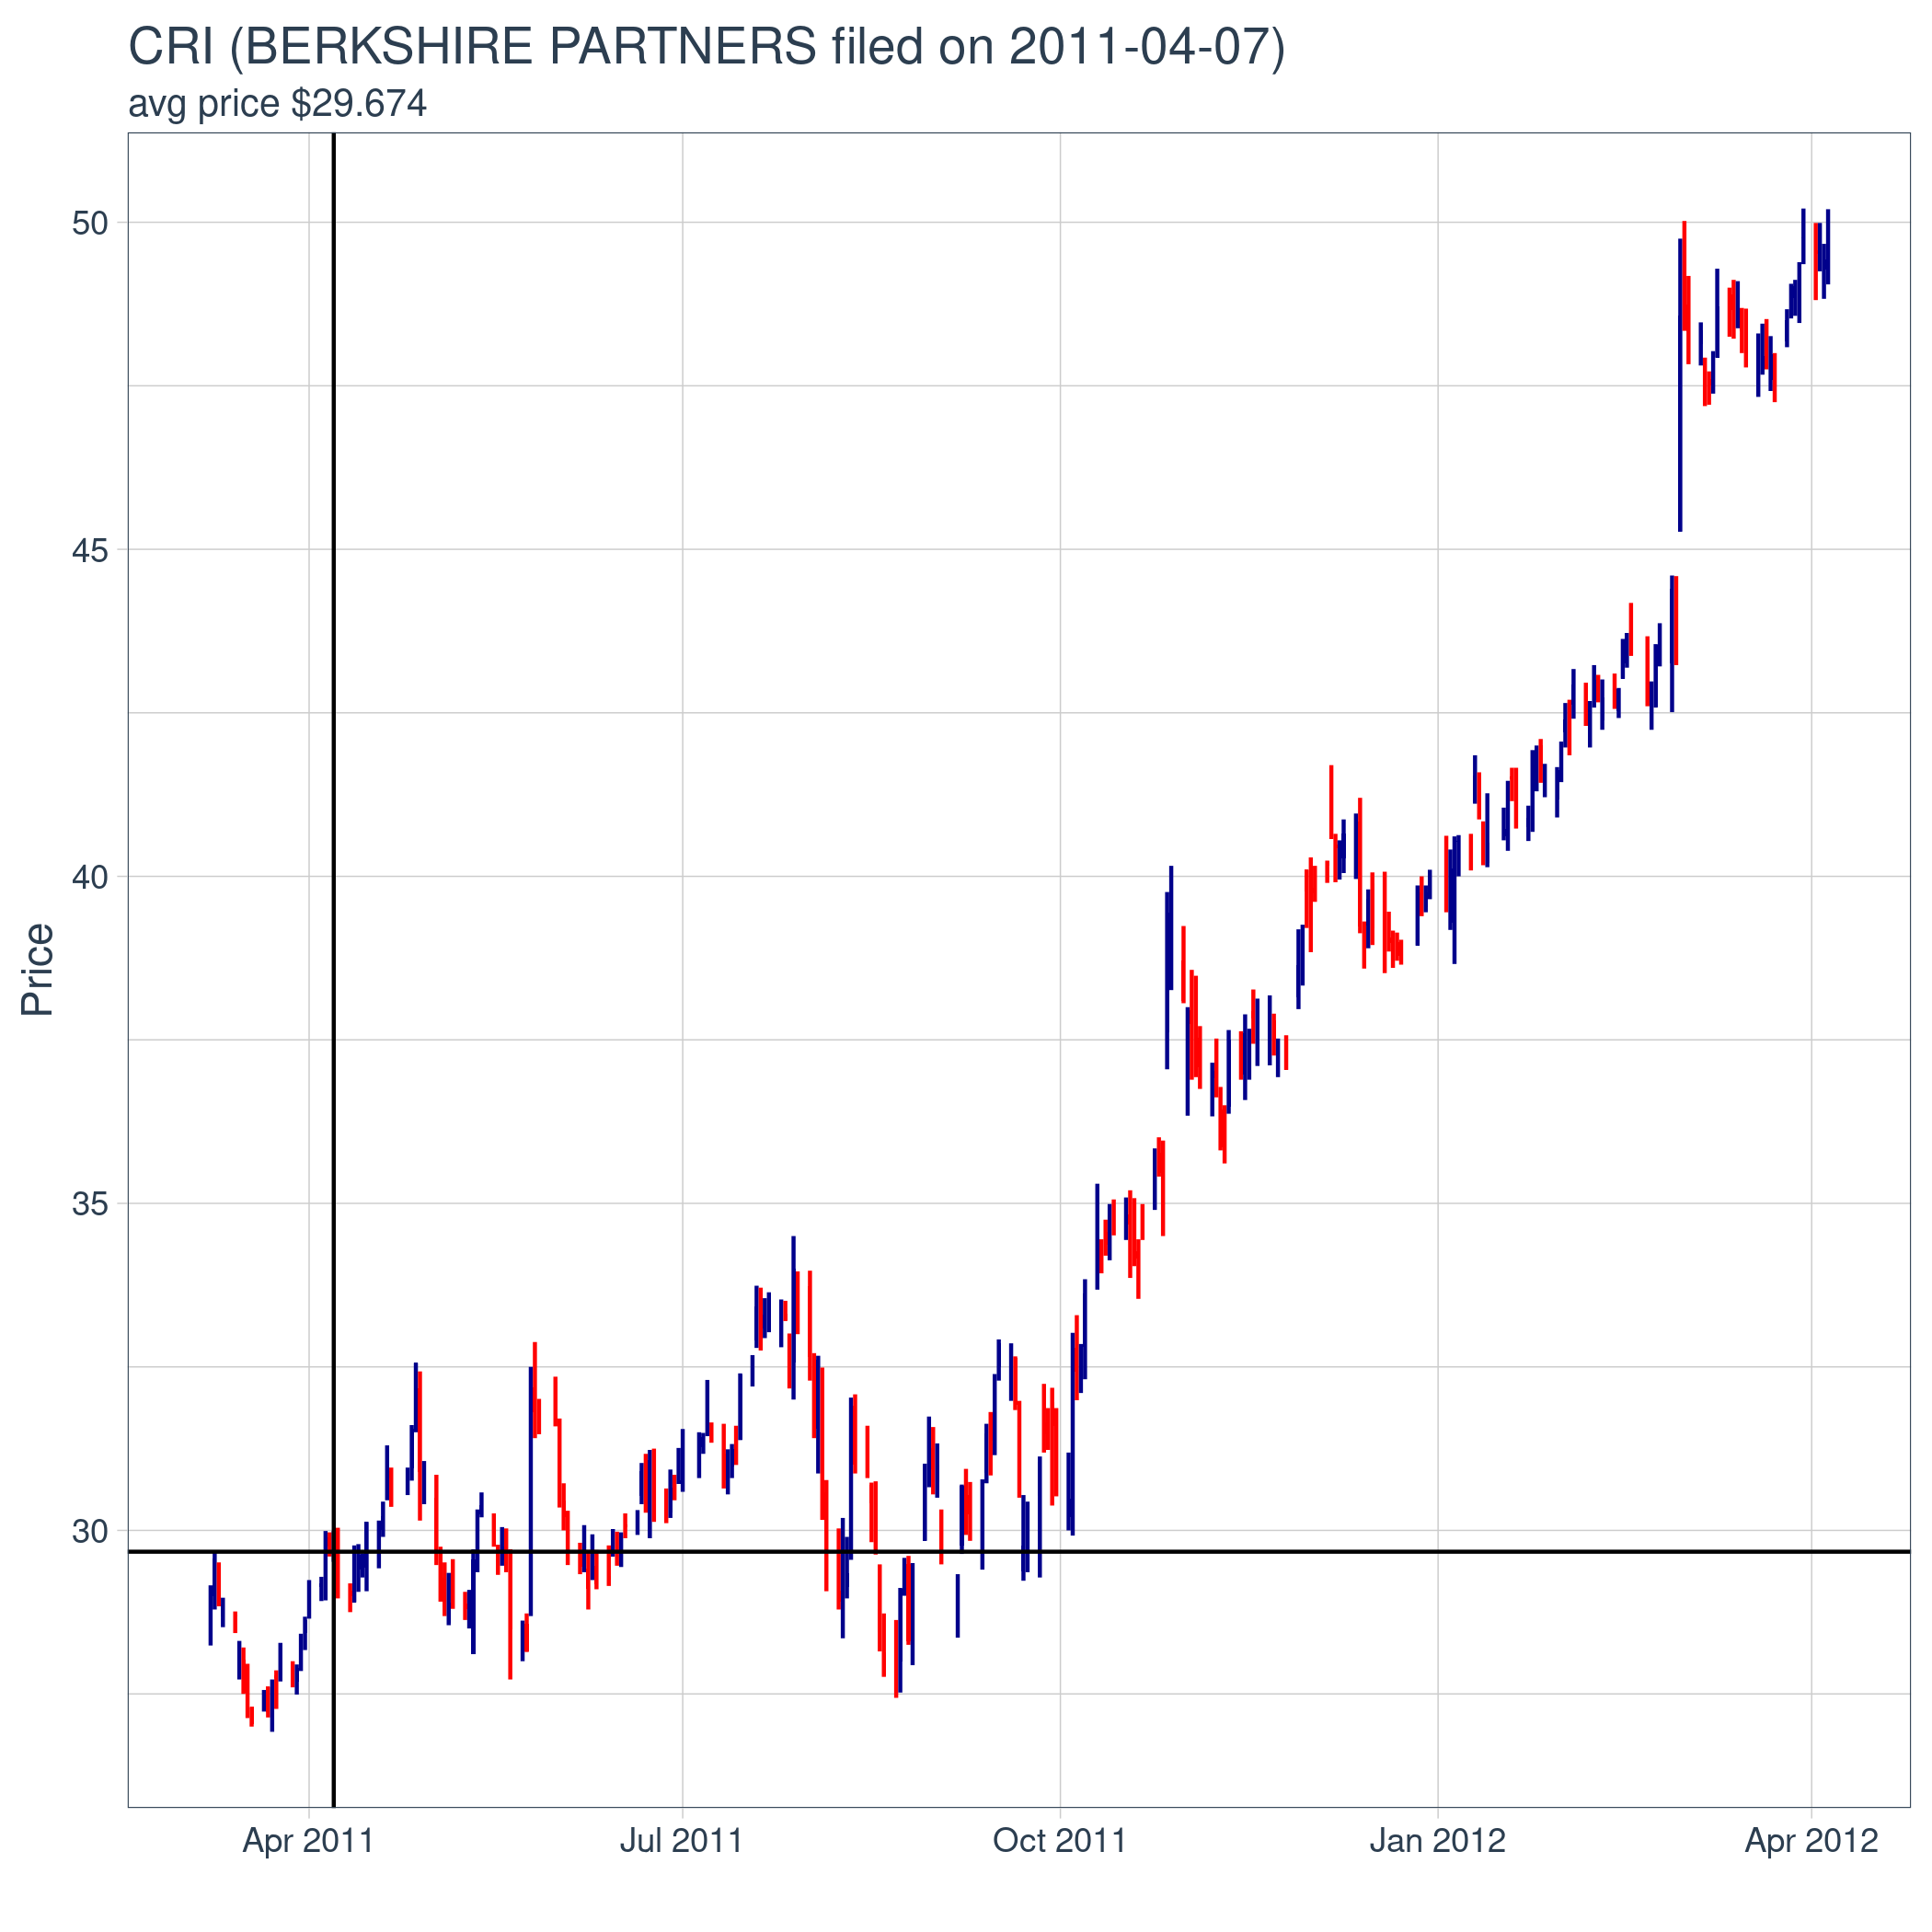 CRI (BERKSHIRE PARTNERS filed on 2011-04-07)
avg price $29.674
50
45
40
35
30
Price
Apr 2011
Jul 2011
Oct 2011
Jan 2012
Apr 2012